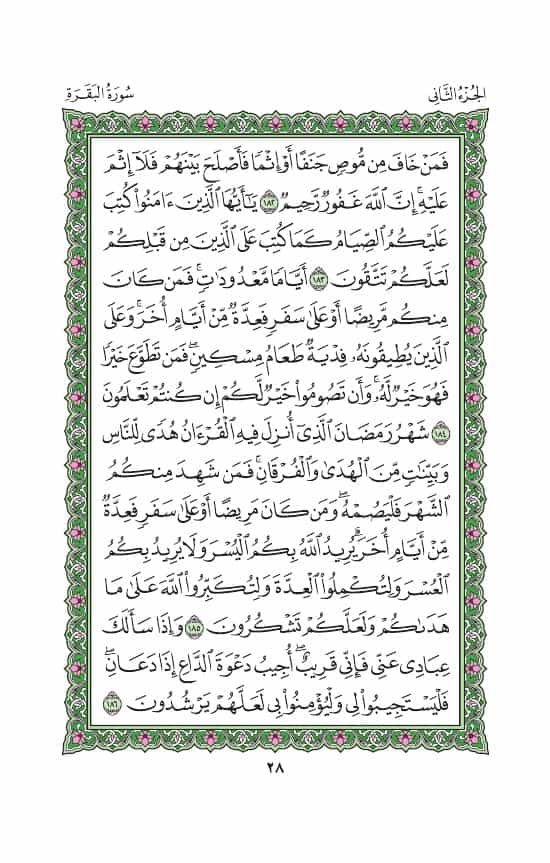 الجُزْءُ الثَّانِي
سُورَةُ البَقَرَةِ
فَمَنْ خَافَ مِن مُّوصٍ جَنَفًا أَوْ إِثْمًا فَأَصْلَحَ بَيْنَهُمْ فَلَآ إِثْمَ
عَلَيْهِۚ إِنَّ ٱللَّهَ غَفُورٌ رَّحِيمٌ ١٨٢ يَٰٓأَيُّهَا ٱلَّذِينَ ءَامَنُوا۟ كُتِبَ
عَلَيْكُمُ ٱلصِّيَامُ كَمَا كُتِبَ عَلَى ٱلَّذِينَ مِن قَبْلِكُمْ
لَعَلَّكُمْ تَتَّقُونَ ١٨٣ أَيَّامًا مَّعْدُودَٰتٍۚ فَمَن كَانَ
مِنكُم مَّرِيضًا أَوْ عَلَىٰ سَفَرٍ فَعِدَّةٌ مِّنْ أَيَّامٍ أُخَرَۚ وَعَلَى
ٱلَّذِينَ يُطِيقُونَهُۥ فِدْيَةٌ طَعَامُ مِسْكِينٍۖ فَمَن تَطَوَّعَ خَيْرًا
فَهُوَ خَيْرٌ لَّهُۥۚ وَأَن تَصُومُوا۟ خَيْرٌ لَّكُمْ إِن كُنتُمْ تَعْلَمُونَ
١٨٤ شَهْرُ رَمَضَانَ ٱلَّذِىٓ أُنزِلَ فِيهِ ٱلْقُرْءَانُ هُدًى لِّلنَّاسِ
وَبَيِّنَٰتٍ مِّنَ ٱلْهُدَىٰ وَٱلْفُرْقَانِۚ فَمَن شَهِدَ مِنكُمُ
ٱلشَّهْرَ فَلْيَصُمْهُۖ وَمَن كَانَ مَرِيضًا أَوْ عَلَىٰ سَفَرٍ فَعِدَّةٌ
مِّنْ أَيَّامٍ أُخَرَۗ يُرِيدُ ٱللَّهُ بِكُمُ ٱلْيُسْرَ وَلَا يُرِيدُ بِكُمُ
ٱلْعُسْرَ وَلِتُكْمِلُوا۟ ٱلْعِدَّةَ وَلِتُكَبِّرُوا۟ ٱللَّهَ عَلَىٰ مَا
هَدَىٰكُمْ وَلَعَلَّكُمْ تَشْكُرُونَ ١٨٥ وَإِذَا سَأَلَكَ
عِبَادِى عَنِّى فَإِنِّى قَرِيبٌۖ أُجِيبُ دَعْوَةَ ٱلدَّاعِ إِذَا دَعَانِۖ
فَلْيَسْتَجِيبُوا۟ لِى وَلْيُؤْمِنُوا۟ بِى لَعَلَّهُمْ يَرْشُدُونَ ١٨٦
٢٨